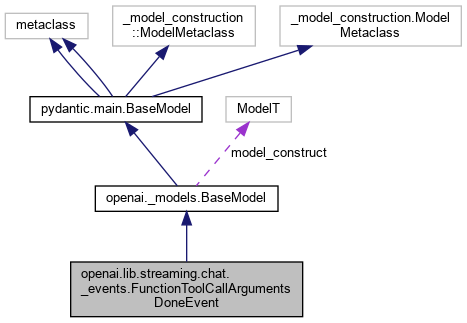 metaclass
_model_construction
::ModelMetaclass
_model_construction.Model
Metaclass
pydantic.main.BaseModel
ModelT
model_construct
openai._models.BaseModel
openai.lib.streaming.chat.
_events.FunctionToolCallArguments
DoneEvent